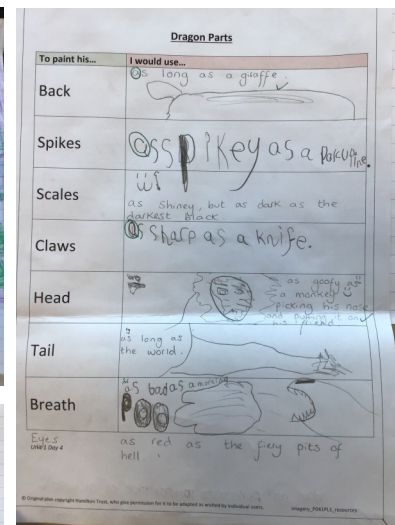 Dragon Parts
To paint his... I would use...
Back as long as a giraffe.
Spikes ass pikey as a Porcupine.
Scales
as Shiney, but as dark as the
darkest black
Claws as sharp as a knife.
Head as goofy as
a monkey
picking his nose
and putting it on
his friend
Tail as long as
the world.
Breath as bad as a
Poo
Eyes as red as the fiery pits of
hell.
Unit 1 Day 4
© Original plan copyright Hamilton Trust, who give permission for it to be adapted as wished by individual users.